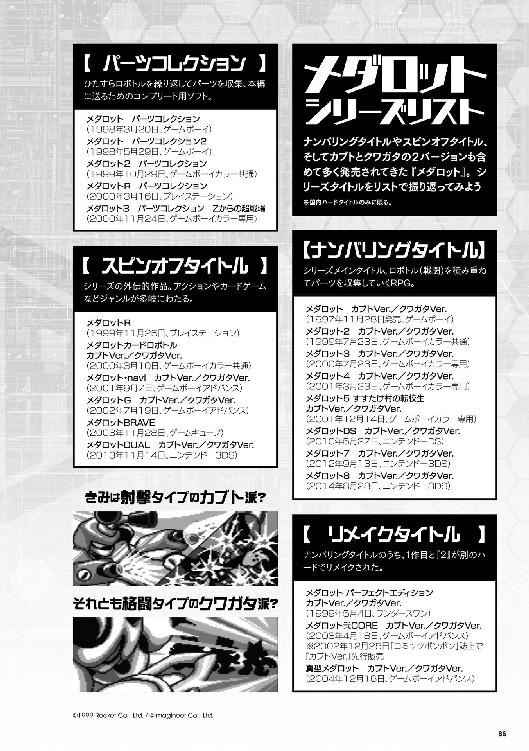 メダロット
シリーズリスト
ナンバリングタイトルやスピンオフタイトル、
そしてカブトとクワガタの2バージョンも含
めて多く発売されてきた『メダロット』。シ
リーズタイトルをリストで振り返ってみよう
※国内ハードタイトルのみに限る。
【ナンバリングタイトル】
シリーズメインタイトル。ロボトル(戦闘)を積み重ね
てパーツを収集していくRPG。
メダロット カブトVer.／クワガタVer.
(1997年11月28日発売、ゲームボーイ)
メダロット2 カブトVer.／クワガタVer.
(1999年7月23日、ゲームボーイカラー共通)
メダロット3 カブトVer.／クワガタVer.
(2000年7月23日、ゲームボーイカラー専用)
メダロット4 カブトVer.／クワガタVer.
(2001年3月23日、ゲームボーイカラー専用)
メダロット5 すすたけ村の転校生
カブトVer.／クワガタVer.
(2001年12月14日、ゲームボーイカラー専用)
メダロットDS カブトVer.／クワガタVer.
(2010年5月27日、ニンテンドーDS)
メダロット7 カブトVer.／クワガタVer.
(2012年9月13日、ニンテンドー3DS)
メダロット8 カブトVer.／クワガタVer.
(2014年8月28日、ニンテンドー3DS)
【 リメイクタイトル 】
ナンバリングタイトルのうち、1作目と『2』が別のハ
ードでリメイクされた。
メダロット パーフェクトエディション
カブトVer.／クワガタVer.
(1999年5月4日、ワンダースワン)
メダロット弐CORE カブトVer.／クワガタVer.
(2003年4月18日、ゲームボーイアドバンス)
※2002年12月25日『コミックボンボン』誌上で
『カブトVer.』先行販売
真型メダロット カブトVer.／クワガタVer.
(2004年12月16日、ゲームボーイアドバンス)
【 パーツコレクション 】
ひたすらロボトルを繰り返してパーツを収集、本編
に送るためのコンプリート用ソフト。
メダロット パーツコレクション
(1998年3月20日、ゲームボーイ)
メダロット パーツコレクション2
(1998年5月29日、ゲームボーイ)
メダロット2 パーツコレクション
(1999年10月29日、ゲームボーイカラー共通)
メダロットR パーツコレクション
(2000年3月16日、プレイステーション)
メダロット3 パーツコレクション Zからの超戦場
(2000年11月24日、ゲームボーイカラー専用)
【 スピンオフタイトル 】
シリーズの外伝的作品。アクションやカードゲーム
などジャンルが多岐にわたる。
メダロットR
(1999年11月25日、プレイステーション)
メダロットカードロボトル
カブトVer.／クワガタVer.
(2000年3月10日、ゲームボーイカラー共通)
メダロット・navi カブトVer.／クワガタVer.
(2001年9月7日、ゲームボーイアドバンス)
メダロットG カブトVer.／クワガタVer.
(2002年7月19日、ゲームボーイアドバンス)
メダロットBRAVE
(2003年11月28日、ゲームキューブ)
メダロットDUAL カブトVer.／クワガタVer.
(2013年11月14日、ニンテンドー3DS)
きみは射撃タイプのカブト派？
それとも格闘タイプのクワガタ派？
©1999 Rocket Co., Ltd. / ©Imagineer Co., Ltd.
86